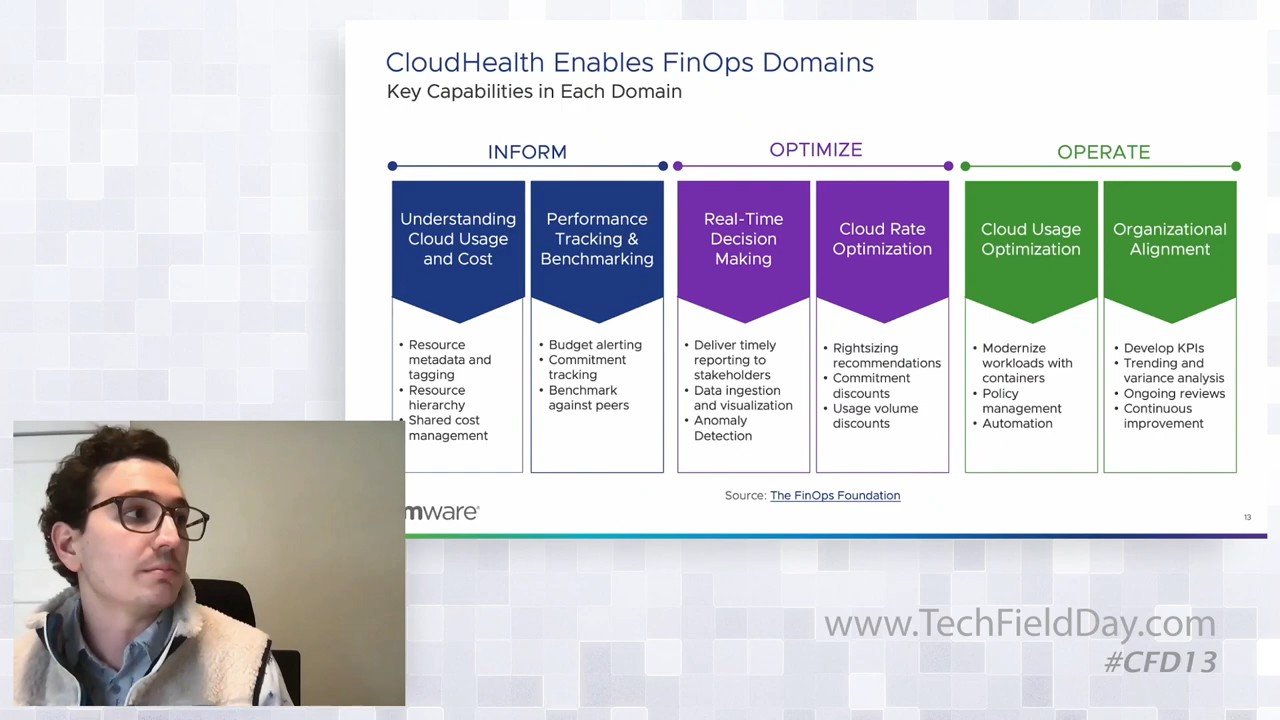 CloudHealth Enables FinOps Domains
Key Capabilities in Each Domain
INFORM
OPTIMIZE
OPERATE
Understanding
Cloud Usage
and Cost
Performance
Tracking &
Benchmarking
Real-Time
Decision
Making
Cloud Rate
Optimization
Cloud Usage
Optimization
Organizational
Alignment
• Resource
metadata and
tagging
• Resource
hierarchy
• Shared cost
management
• Budget alerting
• Commitment
tracking
• Benchmark
against peers
• Deliver timely
reporting to
stakeholders
• Data ingestion
and visualization
• Anomaly
Detection
• Rightsizing
recommendations
• Commitment
discounts
• Usage volume
discounts
• Modernize
workloads with
containers
• Policy
management
• Automation
• Develop KPIs
• Trending and
variance analysis
• Ongoing reviews
• Continuous
improvement
Source: The FinOps Foundation
mware®
13
www.TechFieldDay.com
#CFD13